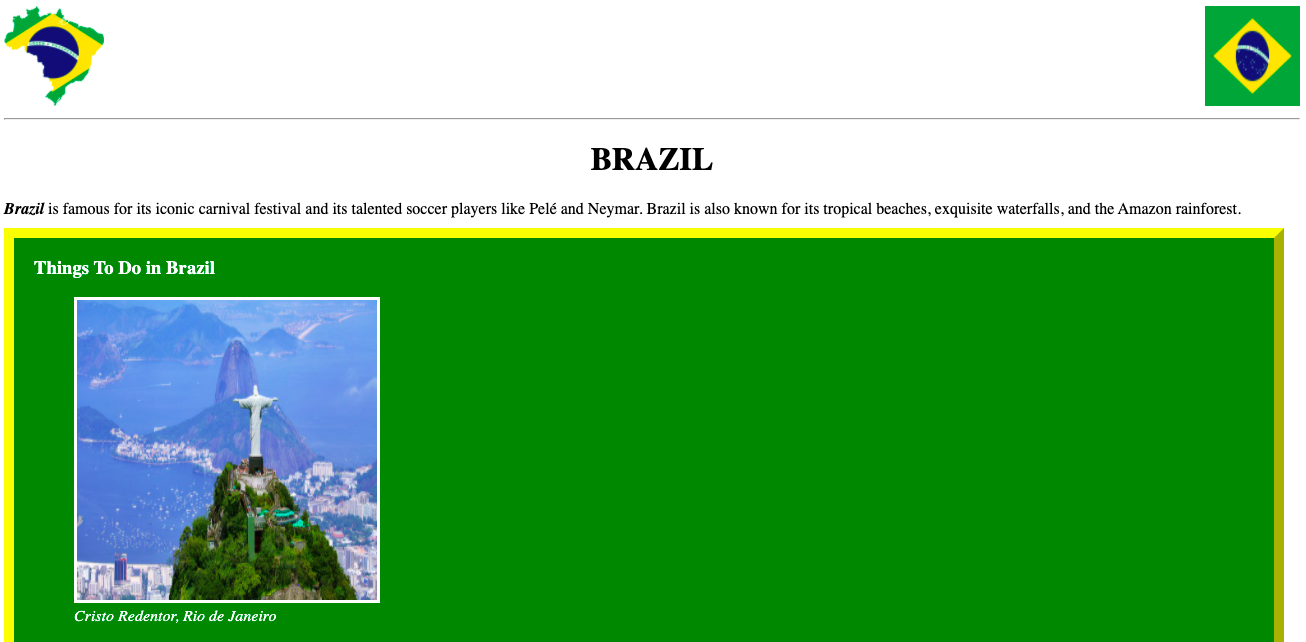 BRAZIL
Brazil is famous for its iconic carnival festival and its talented soccer players like Pelé and Neymar. Brazil is also known for its tropical beaches, exquisite waterfalls, and the Amazon rainforest.
Things To Do in Brazil
Cristo Redentor, Rio de Janeiro